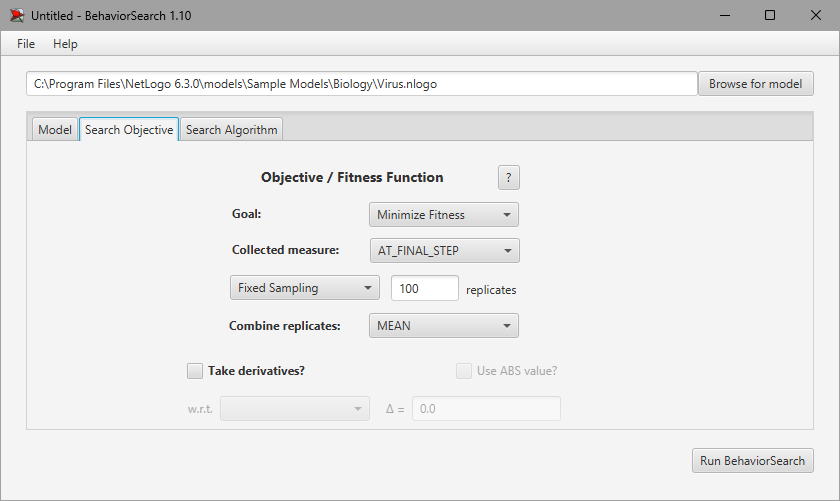 Untitled - BehaviorSearch 1.10
File Help
C:\Program Files\NetLogo 6.3.0\models\Sample Models\Biology\Virus.nlogo Browse for model
Model Search Objective Search Algorithm
Objective / Fitness Function ?
Goal: Minimize Fitness
Collected measure: AT_FINAL_STEP
Fixed Sampling 100 replicates
Combine replicates: MEAN
Take derivatives? Use ABS value?
w.r.t. Δ = 0.0
Run BehaviorSearch